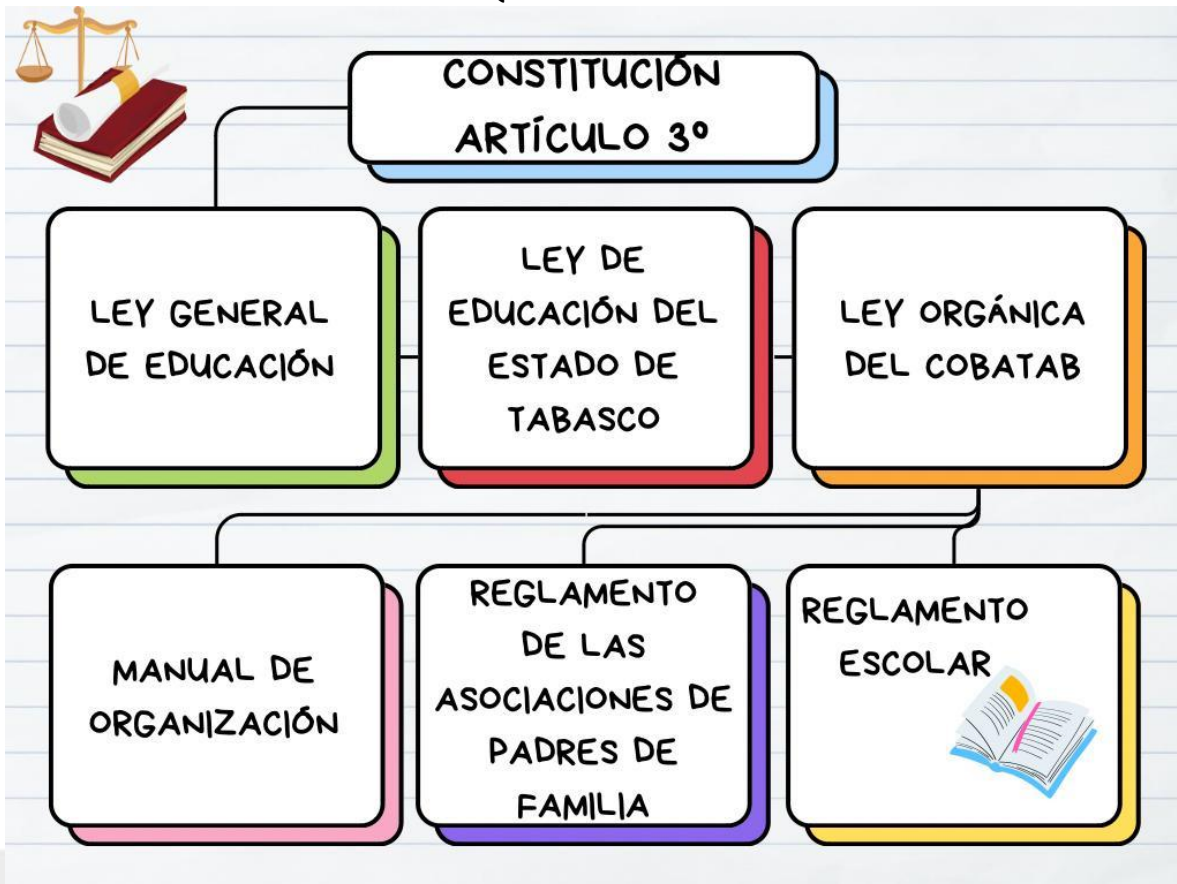 CONSTITUCIÓN
ARTÍCULO 3º
LEY GENERAL
DE EDUCACIÓN
LEY DE
EDUCACIÓN DEL
ESTADO DE
TABASCO
LEY ORGÁNICA
DEL COBATAB
MANUAL DE
ORGANIZACIÓN
REGLAMENTO
DE LAS
ASOCIACIONES DE
PADRES DE
FAMILIA
REGLAMENTO
ESCOLAR